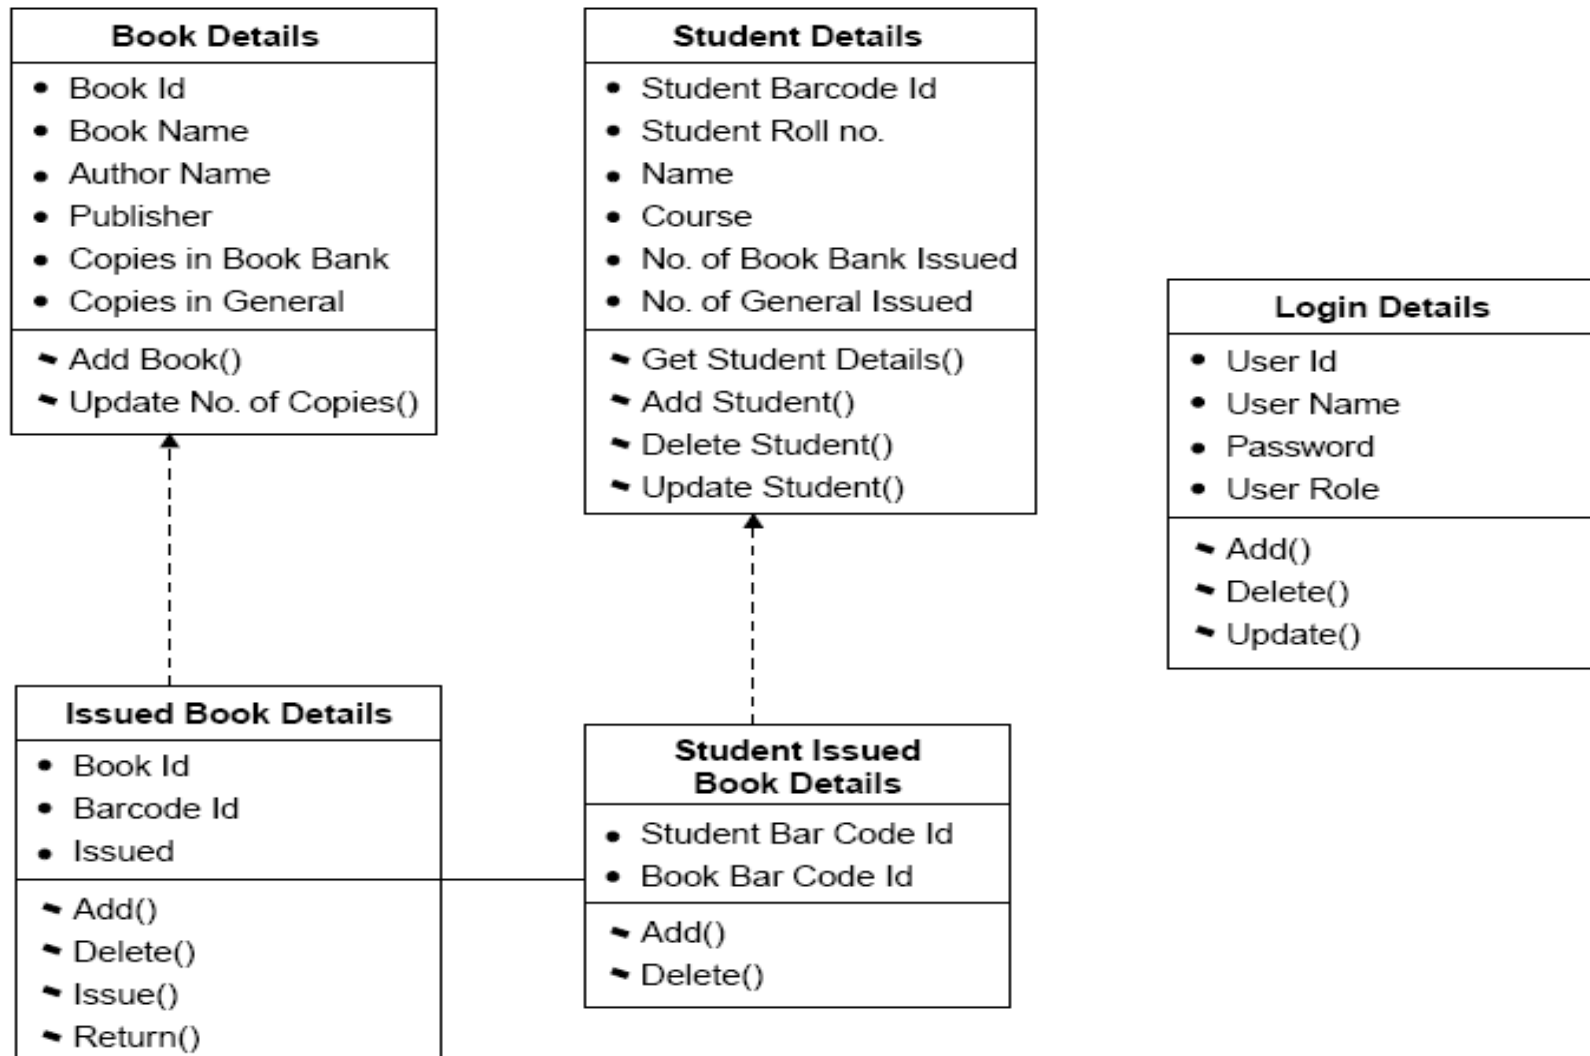 Book Details
Book Id
Book Name
Author Name
Publisher
Copies in Book Bank
Copies in General
Add Book()
Update No. of Copies()
Student Details
Student Barcode Id
Student Roll no.
Name
Course
No. of Book Bank Issued
No. of General Issued
Get Student Details()
Add Student()
Delete Student()
Update Student()
Login Details
User Id
User Name
Password
User Role
Add()
Delete()
Update()
Issued Book Details
Book Id
Barcode Id
Issued
Add()
Delete()
Issue()
Return()
Student Issued
Book Details
Student Bar Code Id
Book Bar Code Id
Add()
Delete()